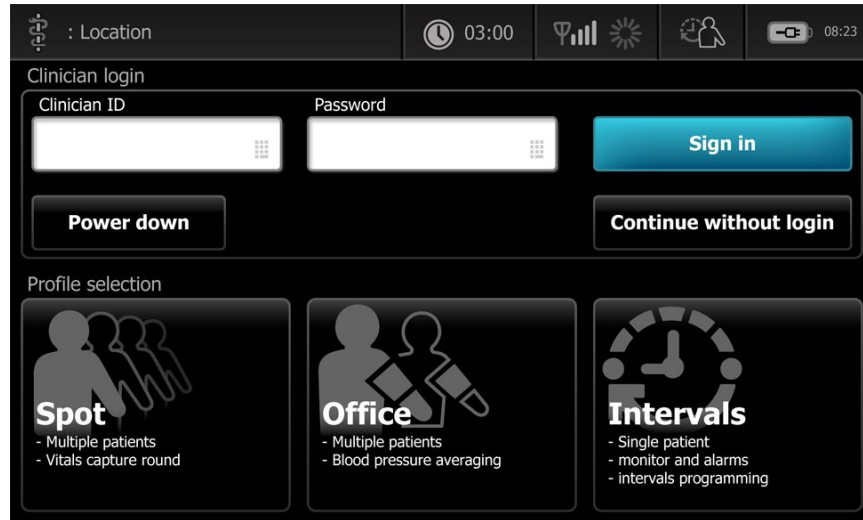 : Location
03:00
08:23
Clinician login
Clinician ID
Password
Sign in
Power down
Continue without login
Profile selection
Spot
- Multiple patients
- Vitals capture round
Office
- Multiple patients
- Blood pressure averaging
Intervals
- Single patient
- monitor and alarms
- intervals programming